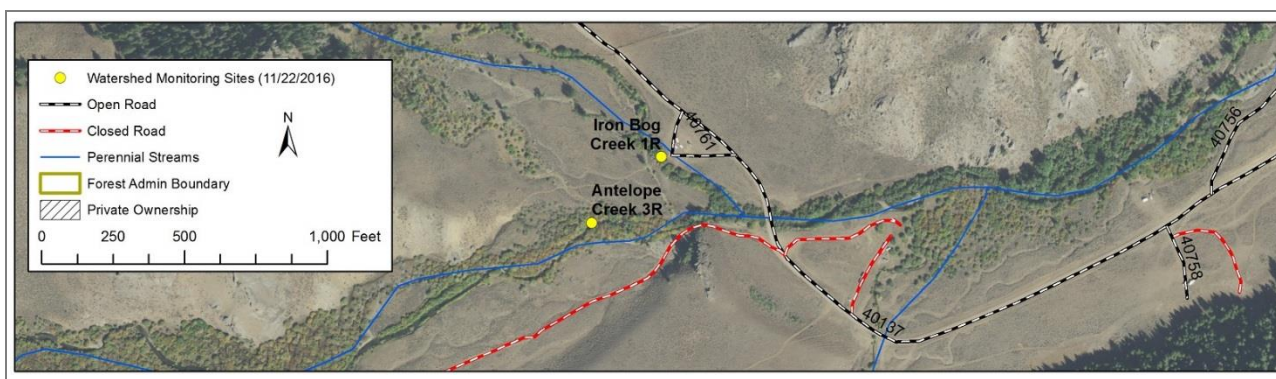 Watershed Monitoring Sites (11/22/2016)
Open Road
N
Closed Road
Perennial Streams
Forest Admin Boundary
Private Ownership
0 250 500 1,000 Feet
Iron Bog
Creek 1R
40761
Antelope
Creek 3R
40756
40758
40137